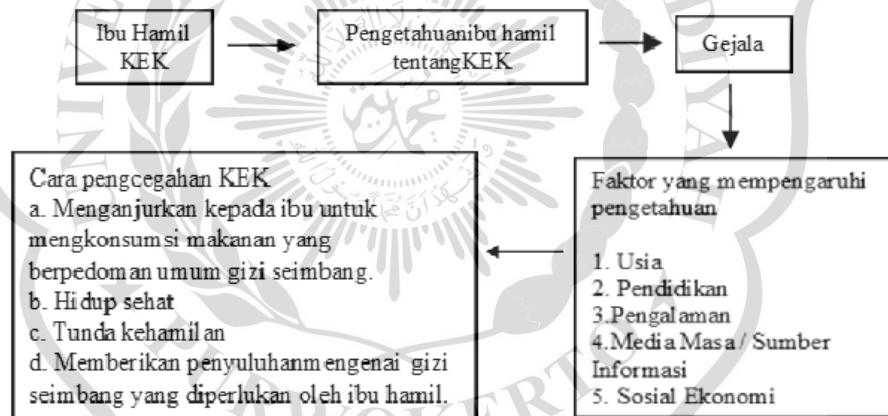 Ibu Hamil
KEK
Pengetahuanibu hamil
tentangKEK
Gejala
Faktor yang mempengaruhi
pengetahuan
1. Usia
2. Pendidikan
3.Pengalaman
4.Media Masa / Sumber
Informasi
5. Sosial Ekonomi
Cara pengcegahan KEK
a. Menganjurkan kepada ibu untuk
mengkonsumsi makanan yang
berpedoman umum gizi seimbang.
b. Hidup sehat
c. Tunda kehamilan
d. Memberikan penyuluhanmengenai gizi
seimbang yang diperlukan oleh ibu hamil.